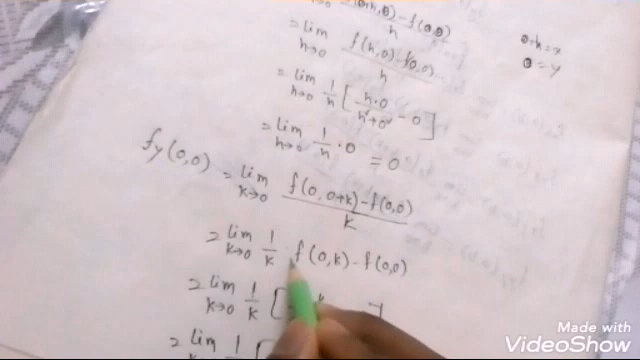 f(0+h,0)-f(0,0)
h
0+h=x
0=y
= lim h→0 f(h,0)-f(0,0) / h
= lim h→0 1/h [ h·0 / h²+0² - 0 ]
= lim h→0 1/h · 0 = 0
fy(0,0) = lim k→0 f(0,0+k)-f(0,0) / k
= lim k→0 1/k f(0,k)-f(0,0)
= lim k→0 1/k [
= lim k→0 1/k [
Made with
VideoShow